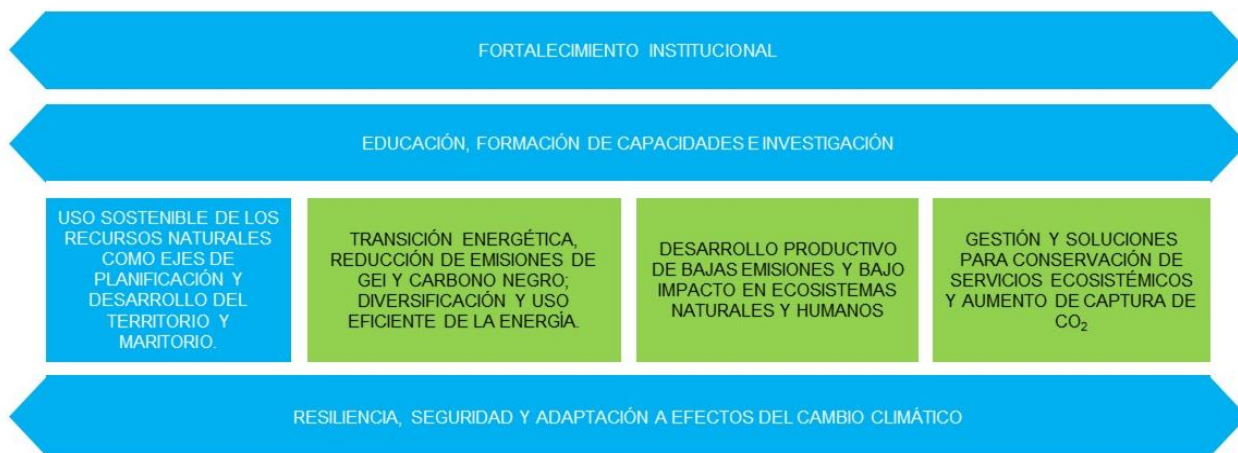 FORTALECIMIENTO INSTITUCIONAL
EDUCACIÓN, FORMACIÓN DE CAPACIDADES E INVESTIGACIÓN
USO SOSTENIBLE DE LOS
RECURSOS NATURALES
COMO EJES DE
PLANIFICACIÓN Y
DESARROLLO DEL
TERRITORIO Y
MARITORIO.
TRANSICIÓN ENERGÉTICA,
REDUCCIÓN DE EMISIONES DE
GEI Y CARBONO NEGRO;
DIVERSIFICACIÓN Y USO
EFICIENTE DE LA ENERGÍA.
DESARROLLO PRODUCTIVO
DE BAJAS EMISIONES Y BAJO
IMPACTO EN ECOSISTEMAS
NATURALES Y HUMANOS
GESTIÓN Y SOLUCIONES
PARA CONSERVACIÓN DE
SERVICIOS ECOSISTÉMICOS
Y AUMENTO DE CAPTURA DE
CO₂
RESILIENCIA, SEGURIDAD Y ADAPTACIÓN A EFECTOS DEL CAMBIO CLIMÁTICO